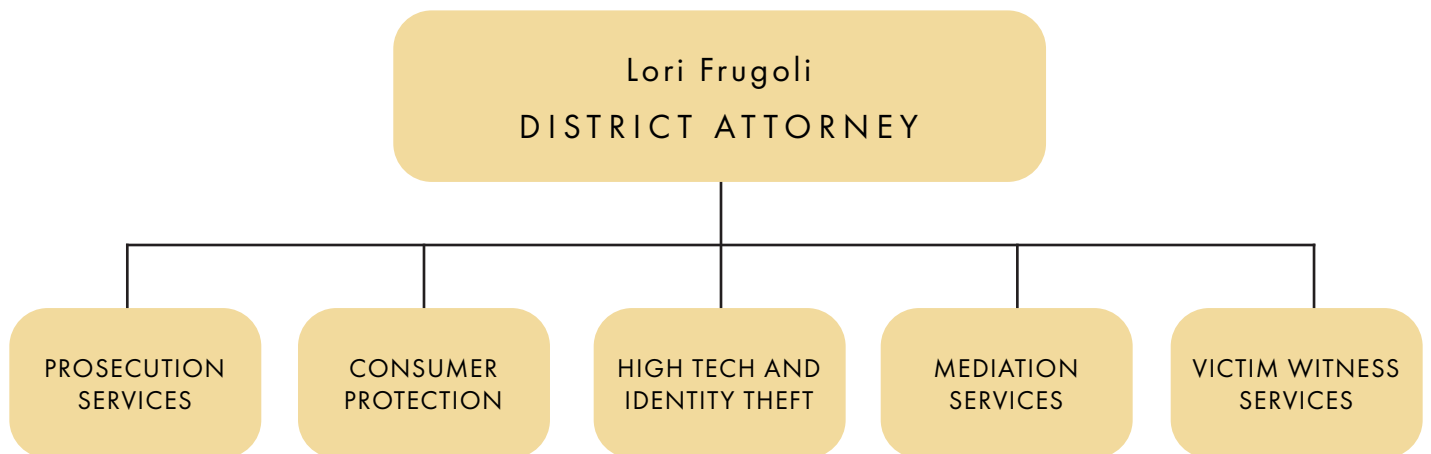 Lori Frugoli
DISTRICT ATTORNEY
PROSECUTION
SERVICES
CONSUMER
PROTECTION
HIGH TECH AND
IDENTITY THEFT
MEDIATION
SERVICES
VICTIM WITNESS
SERVICES